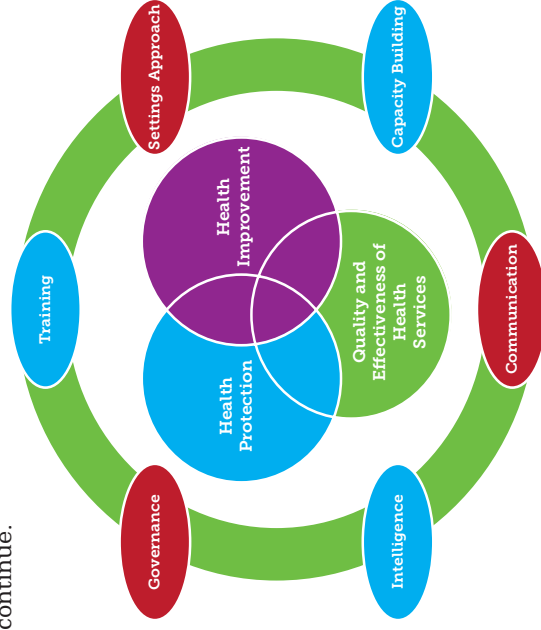 continue.
Training
Governance
Settings Approach
Health
Protection
Health
Improvement
Quality and
Effectiveness of
Health
Services
Intelligence
Capacity Building
Communication